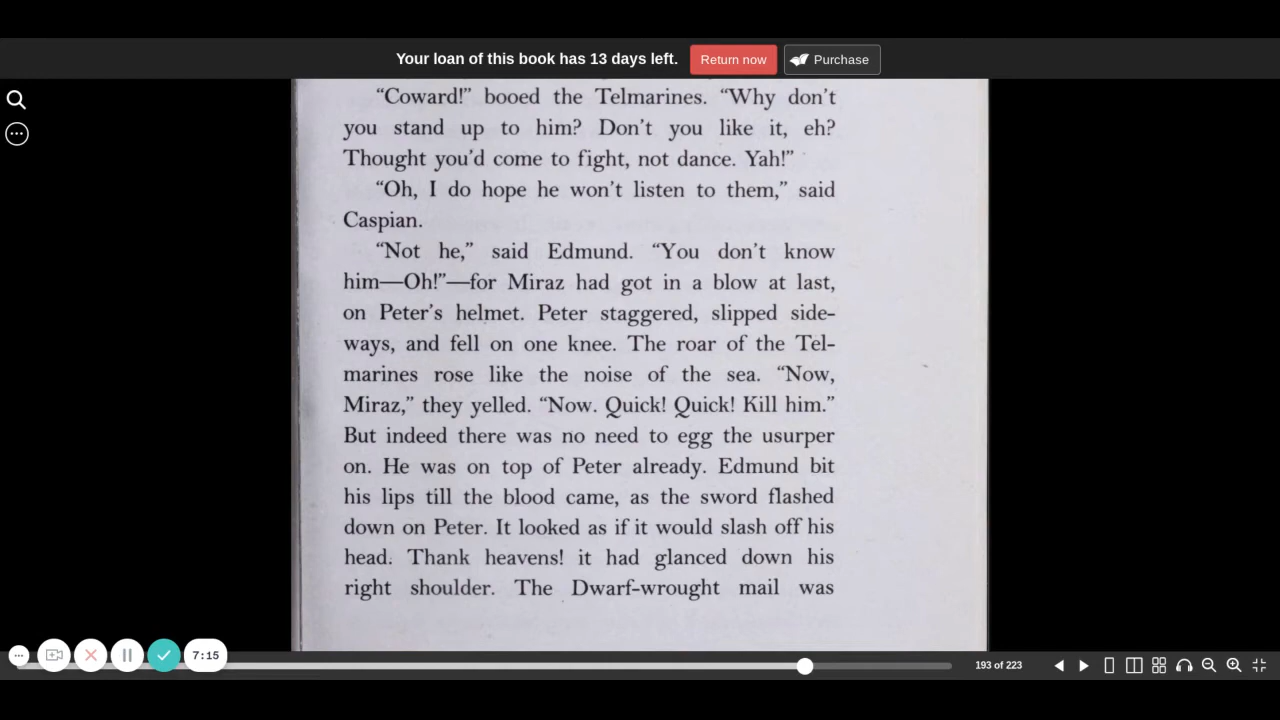 Your loan of this book has 13 days left.
Return now
Purchase
“Coward!” booed the Telmarines. “Why don’t
you stand up to him? Don’t you like it, eh?
Thought you’d come to fight, not dance. Yah!”
“Oh, I do hope he won’t listen to them,” said
Caspian.
“Not he,” said Edmund. “You don’t know
him—Oh!”—for Miraz had got in a blow at last,
on Peter’s helmet. Peter staggered, slipped side-
ways, and fell on one knee. The roar of the Tel-
marines rose like the noise of the sea. “Now,
Miraz,” they yelled. “Now. Quick! Quick! Kill him.”
But indeed there was no need to egg the usurper
on. He was on top of Peter already. Edmund bit
his lips till the blood came, as the sword flashed
down on Peter. It looked as if it would slash off his
head. Thank heavens! it had glanced down his
right shoulder. The Dwarf-wrought mail was
7:15
193 of 223